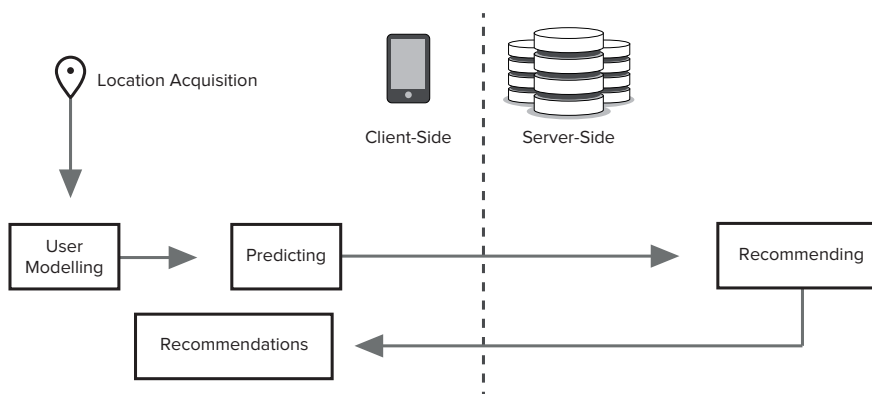 Location Acquisition
Client-Side
Server-Side
User
Modelling
Predicting
Recommending
Recommendations